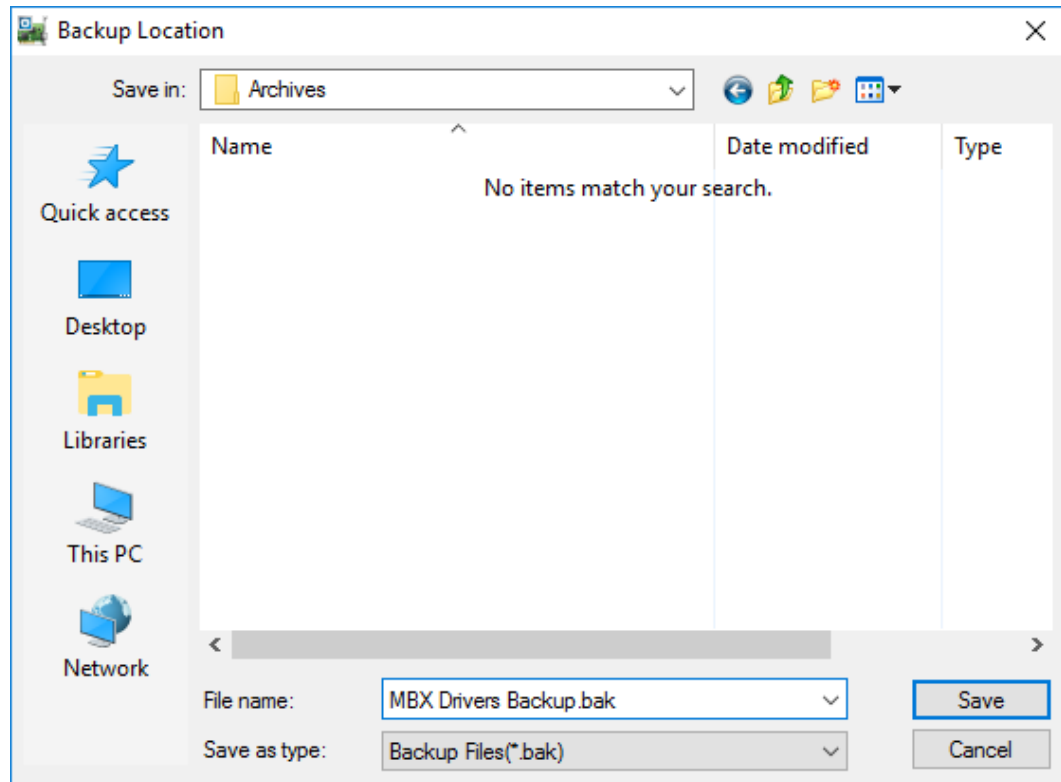 Backup Location
Save in: Archives
Name Date modified Type
No items match your search.
Quick access
Desktop
Libraries
This PC
Network
File name: MBX Drivers Backup.bak Save
Save as type: Backup Files(*.bak) Cancel